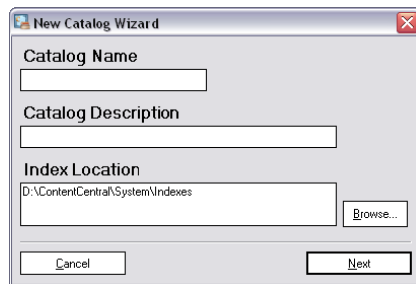 New Catalog Wizard
Catalog Name
Catalog Description
Index Location
D:\ContentCentral\System\Indexes
Browse...
Cancel Next